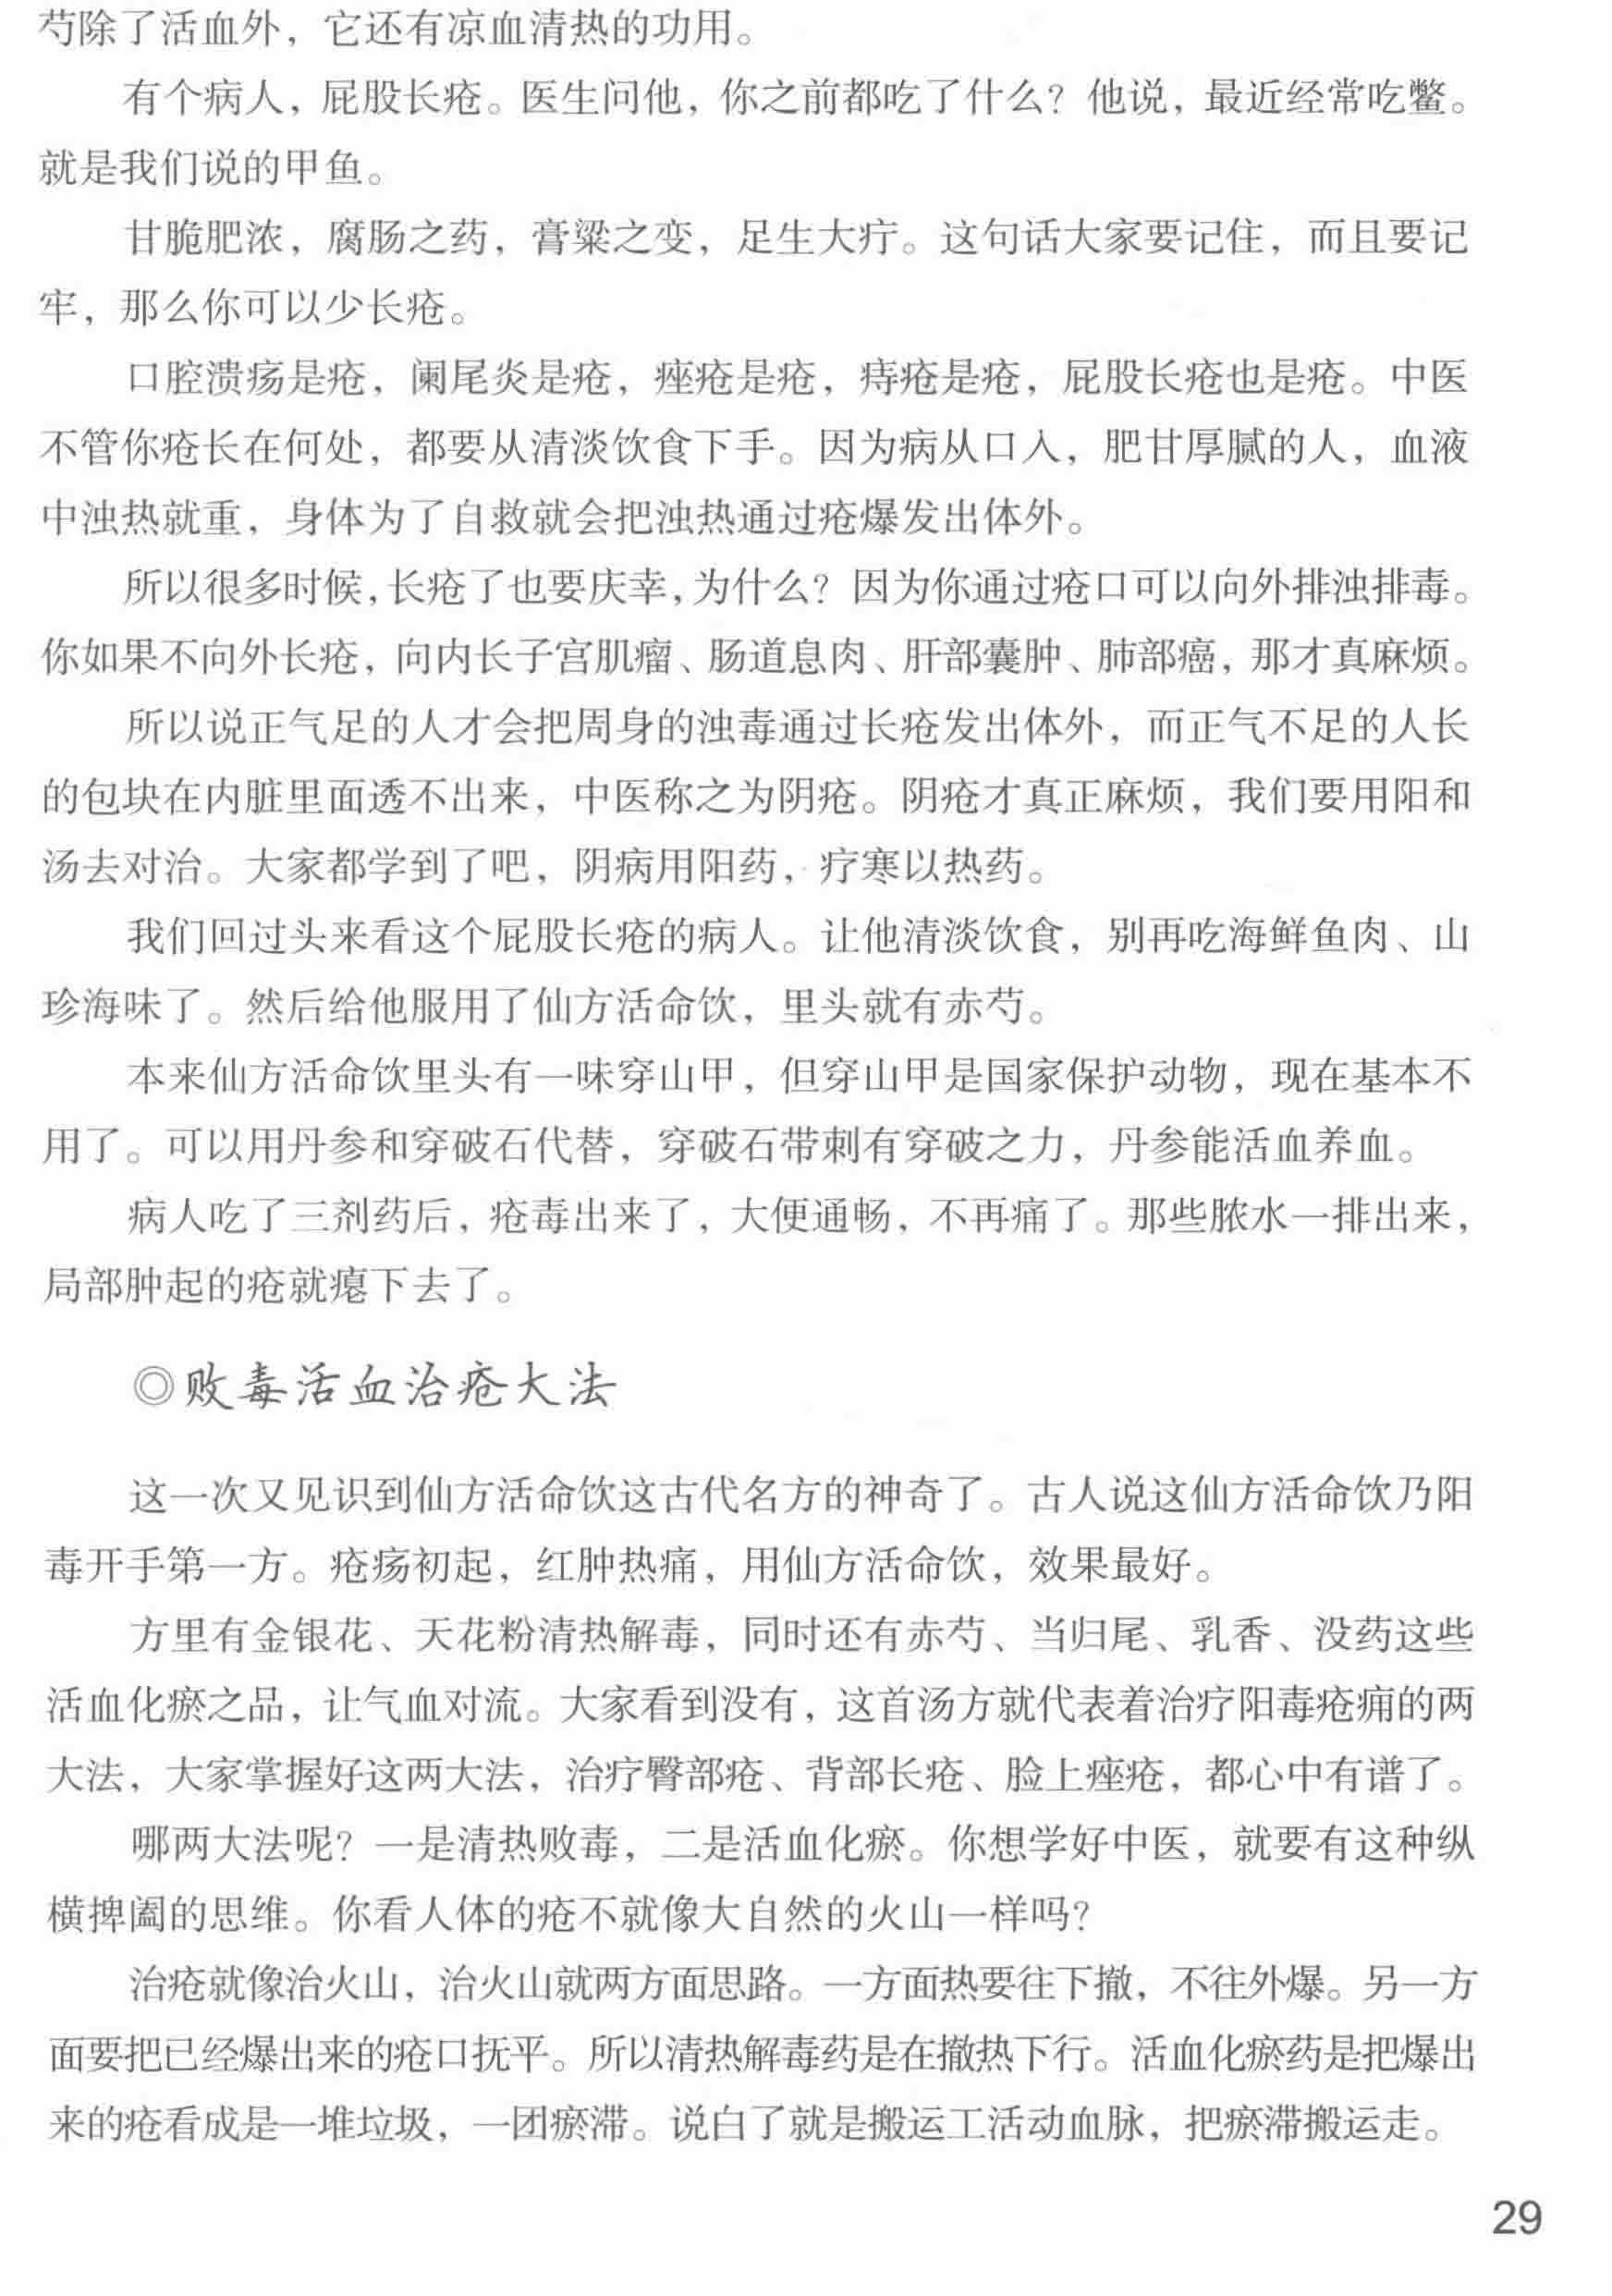 芍除了活血外，它还有凉血清热的功用。
有个病人，屁股长疮。医生问他，你之前都吃了什么？他说，最近经常吃鳖。
就是我们说的甲鱼。
甘脆肥浓，腐肠之药，膏粱之变，足生大疔。这句话大家要记住，而且要记
牢，那么你可以少长疮。
口腔溃疡是疮，阑尾炎是疮，痤疮是疮，痔疮是疮，屁股长疮也是疮。中医
不管你疮长在何处，都要从清淡饮食下手。因为病从口入，肥甘厚腻的人，血液
中浊热就重，身体为了自救就会把浊热通过疮爆发出体外。
所以很多时候，长疮了也要庆幸，为什么？因为你通过疮口可以向外排浊排毒。
你如果不向外长疮，向内长子宫肌瘤、肠道息肉、肝部囊肿、肺部癌，那才真麻烦。
所以说正气足的人才会把周身的浊毒通过长疮发出体外，而正气不足的人长
的包块在内脏里面透不出来，中医称之为阴疮。阴疮才真正麻烦，我们要用阳和
汤去对治。大家都学到了吧，阴病用阳药，疗寒以热药。
我们回过头来看这个屁股长疮的病人。让他清淡饮食，别再吃海鲜鱼肉、山
珍海味了。然后给他服用了仙方活命饮，里头就有赤芍。
本来仙方活命饮里头有一味穿山甲，但穿山甲是国家保护动物，现在基本不
用了。可以用丹参和穿破石代替，穿破石带刺有穿破之力，丹参能活血养血。
病人吃了三剂药后，疮毒出来了，大便通畅，不再痛了。那些脓水一排出来，
局部肿起的疮就瘪下去了。
◎败毒活血治疮大法
这一次又见识到仙方活命饮这古代名方的神奇了。古人说这仙方活命饮乃阳
毒开手第一方。疮疡初起，红肿热痛，用仙方活命饮，效果最好。
方里有金银花、天花粉清热解毒，同时还有赤芍、当归尾、乳香、没药这些
活血化瘀之品，让气血对流。大家看到没有，这首汤方就代表着治疗阳毒疮痈的两
大法，大家掌握好这两大法，治疗臀部疮、背部长疮、脸上痤疮，都心中有谱了。
哪两大法呢？一是清热败毒，二是活血化瘀。你想学好中医，就要有这种纵
横捭阖的思维。你看人体的疮不就像大自然的火山一样吗？
治疮就像治火山，治火山就两方面思路。一方面热要往下撤，不往外爆。另一方
面要把已经爆出来的疮口抚平。所以清热解毒药是在撤热下行。活血化瘀药是把爆出
来的疮看成是一堆垃圾，一团瘀滞。说白了就是搬运工活动血脉，把瘀滞搬运走。
29